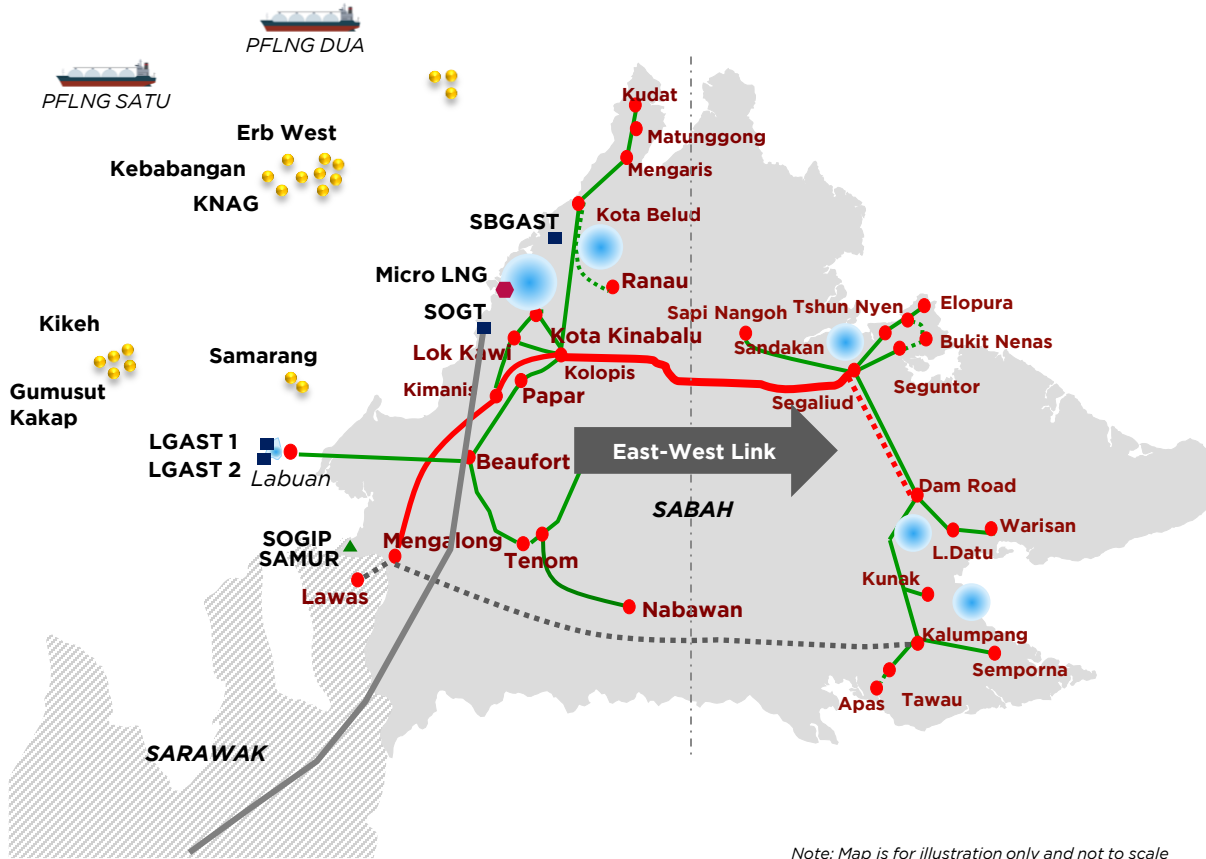 PFLNG DUA
PFLNG SATU
Kudat
Erb West
Matunggong
Kebabangan
Mengaris
KNAG
SBGAST
Kota Belud
Micro LNG
Ranau
SOGT
Sapi Nangoh
Tshun Nyen
Elopura
Kikeh
Kota Kinabalu
Sandakan
Bukit Nenas
Samarang
Lok Kawi
Kolopis
Seguntor
Gumusut
Kakap
Kimanis
Papar
Segaliud
LGAST 1
LGAST 2
Labuan
Beaufort
East-West Link
Dam Road
SABAH
Warisan
SOGIP
SAMUR
Mengalong
Tenom
L.Datu
Lawas
Kunak
Nabawan
Kalumpang
Semporna
Apas
Tawau
SARAWAK
Note: Map is for illustration only and not to scale